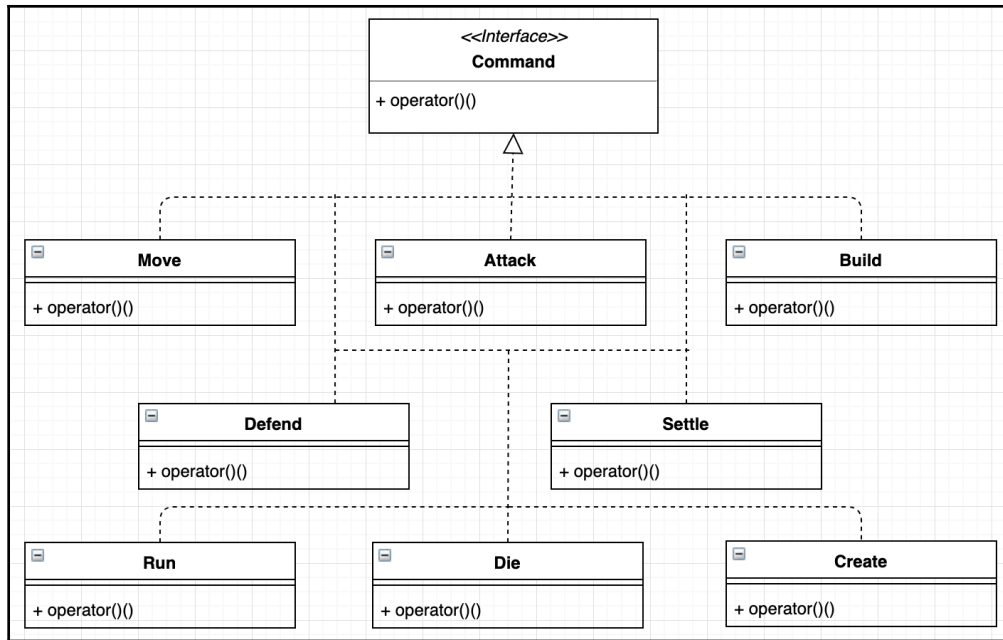 <<Interface>>
Command
+ operator()()
Move
+ operator()()
Attack
+ operator()()
Build
+ operator()()
Defend
+ operator()()
Settle
+ operator()()
Run
+ operator()()
Die
+ operator()()
Create
+ operator()()